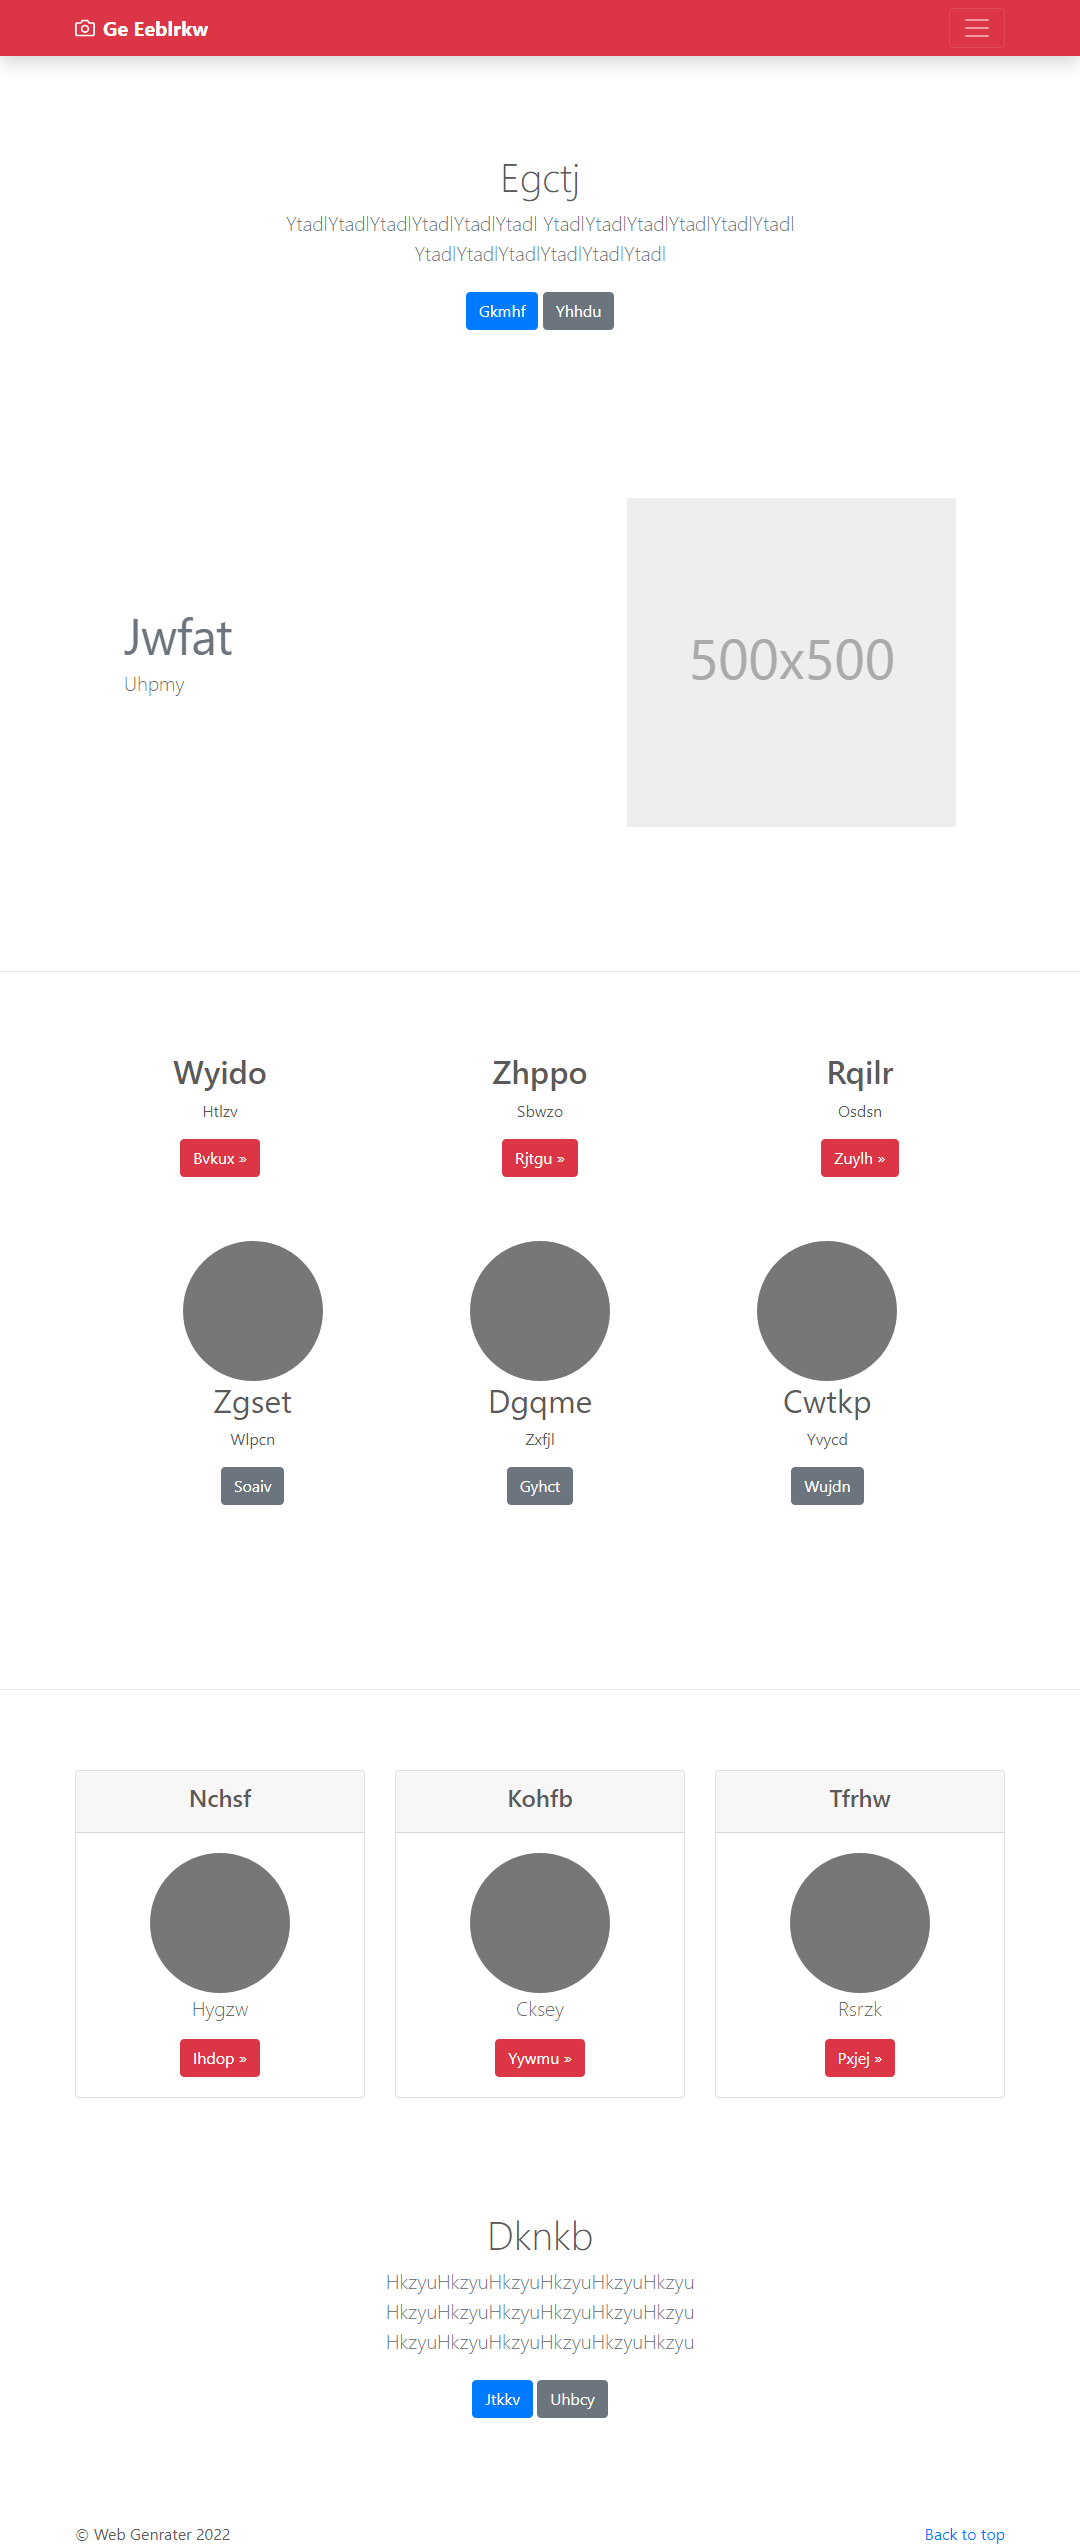 Ge Eeblrkw
Egctj
YtadlYtadlYtadlYtadlYtadlYtadl YtadlYtadlYtadlYtadlYtadlYtadl
YtadlYtadlYtadlYtadlYtadlYtadl
Gkmhf Yhhdu
Jwfat
Uhpmy
500x500
Wyido Zhppo Rqilr
Htlzv Sbwzo Osdsn
Bvkux » Rjtgu » Zuylh »
Zgset Dgqme Cwtkp
Wlpcn Zxfjl Yvycd
Soaiv Gyhct Wujdn
Nchsf Kohfb Tfrhw
Hygzw Cksey Rsrzk
Ihdop » Yywmu » Pxjej »
Dknkb
HkzyuHkzyuHkzyuHkzyuHkzyuHkzyu
HkzyuHkzyuHkzyuHkzyuHkzyuHkzyu
HkzyuHkzyuHkzyuHkzyuHkzyuHkzyu
Jtkkv Uhbcy
© Web Genrater 2022 Back to top